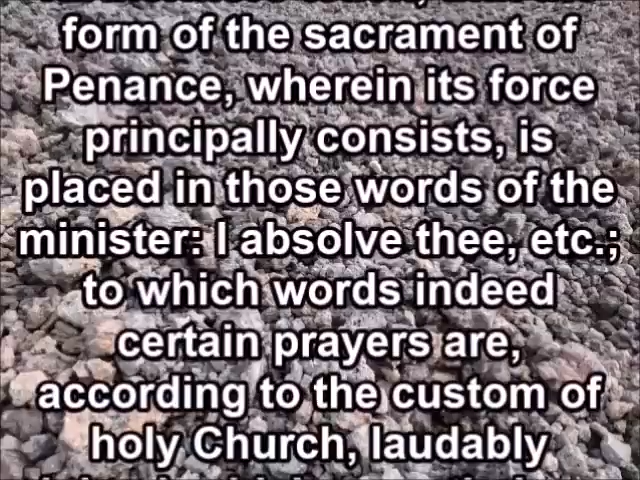 form of the sacrament of
Penance, wherein its force
principally consists, is
placed in those words of the
minister: I absolve thee, etc.;
to which words indeed
certain prayers are,
according to the custom of
holy Church, laudably